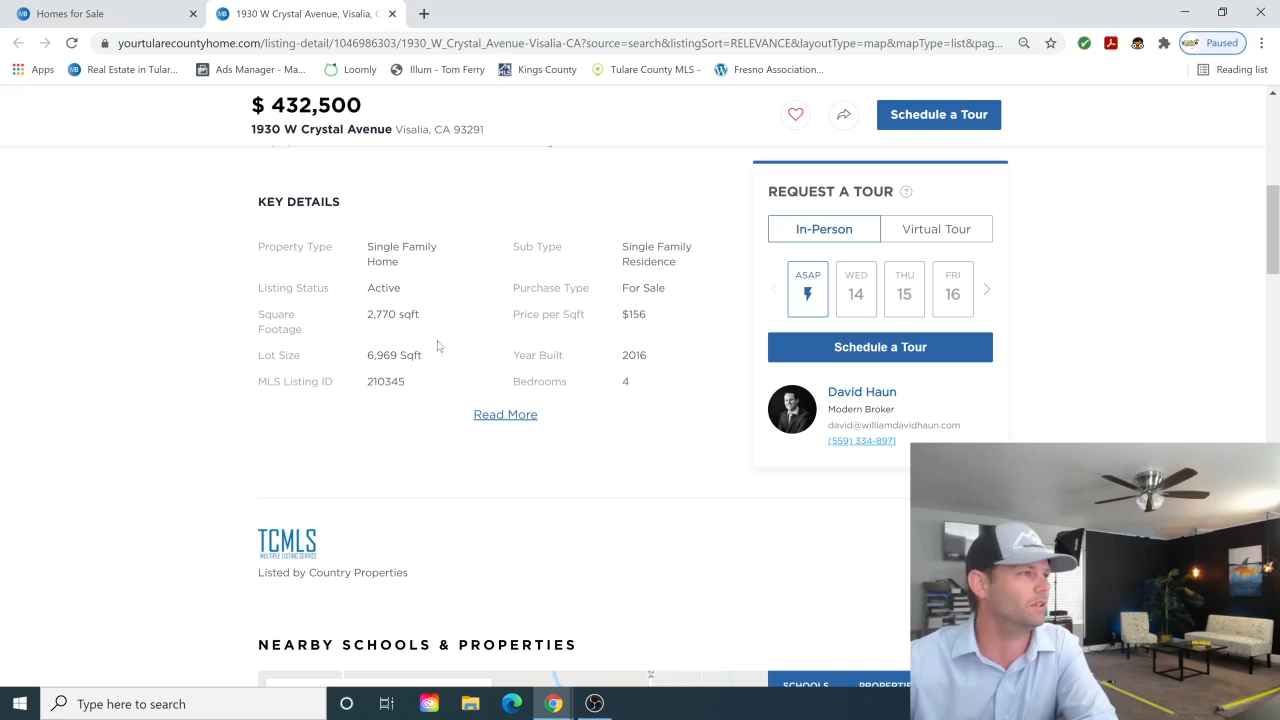 Homes for Sale
1930 W Crystal Avenue, Visalia, C
Paused
yourtularecountyhome.com/listing-detail/1046986303/1930_W_Crystal_Avenue-Visalia-CA?source=search&listingSort=RELEVANCE&layoutType=map&mapType=list&pag...
Apps
Real Estate in Tular...
Ads Manager - Ma...
Loomly
Illum - Tom Ferry
Kings County
Tulare County MLS -
Fresno Association...
Reading list
$ 432,500
1930 W Crystal Avenue Visalia, CA 93291
Schedule a Tour
KEY DETAILS
Property Type Single Family Home
Sub Type Single Family Residence
Listing Status Active
Purchase Type For Sale
Square Footage 2,770 sqft
Price per Sqft $156
Lot Size 6,969 Sqft
Year Built 2016
MLS Listing ID 210345
Bedrooms 4
Read More
REQUEST A TOUR ?
In-Person Virtual Tour
ASAP
WED 14
THU 15
FRI 16
Schedule a Tour
David Haun
Modern Broker
david@williamdavidhaun.com
(559) 334-8971
TCMLS
MULTIPLE LISTING SERVICE
Listed by Country Properties
NEARBY SCHOOLS & PROPERTIES
24
SCHOOLS
Type here to search